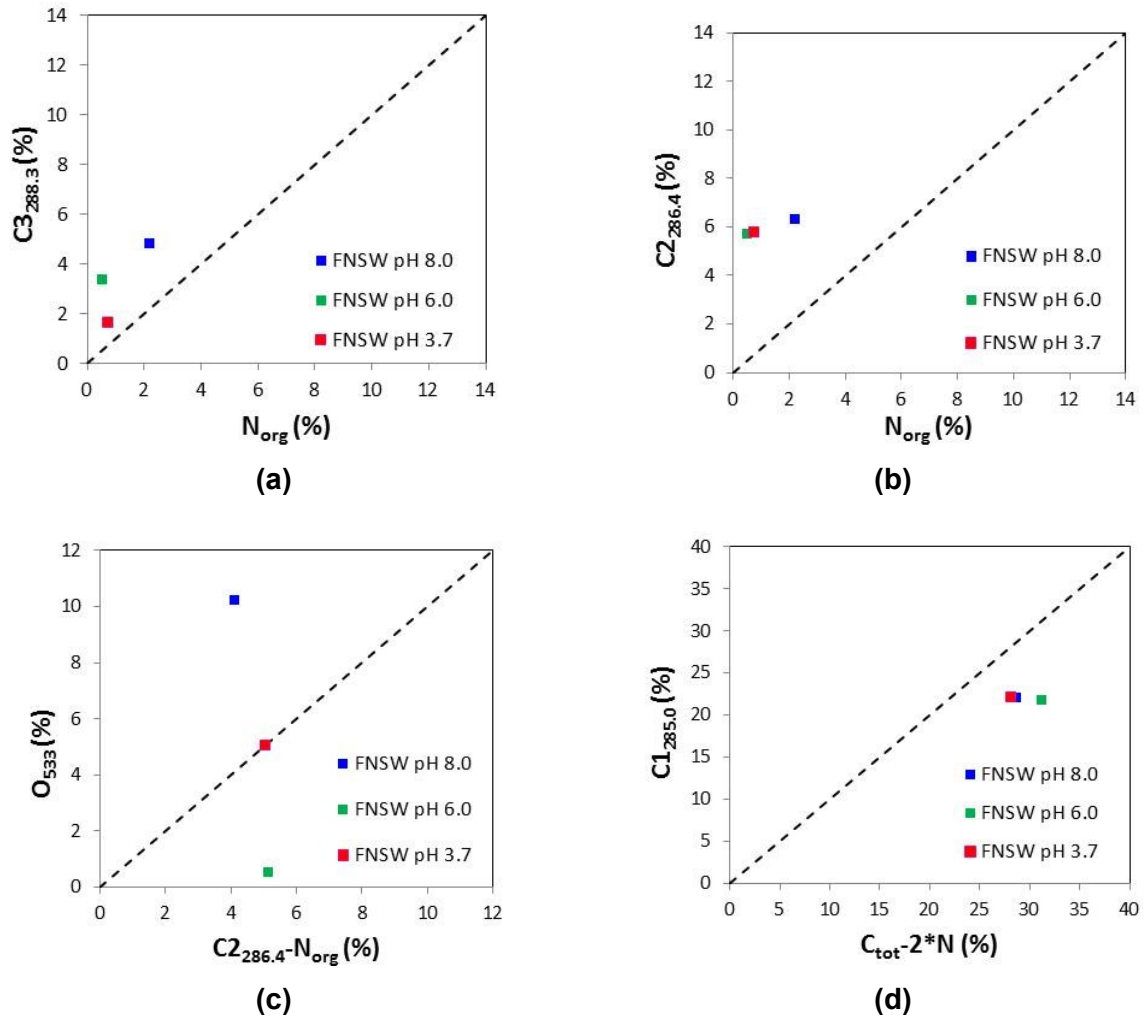 14
12
10
8
6
4
2
0
C3288.3 (%)
0 2 4 6 8 10 12 14
Norg (%)
FNSW pH 8.0
FNSW pH 6.0
FNSW pH 3.7
(a)
14
12
10
8
6
4
2
0
C2286.4 (%)
0 2 4 6 8 10 12 14
Norg (%)
FNSW pH 8.0
FNSW pH 6.0
FNSW pH 3.7
(b)
12
10
8
6
4
2
0
O533 (%)
0 2 4 6 8 10 12
C2286.4-Norg (%)
FNSW pH 8.0
FNSW pH 6.0
FNSW pH 3.7
(c)
40
35
30
25
20
15
10
5
0
C1285.0 (%)
0 5 10 15 20 25 30 35 40
Ctot-2*N (%)
FNSW pH 8.0
FNSW pH 6.0
FNSW pH 3.7
(d)